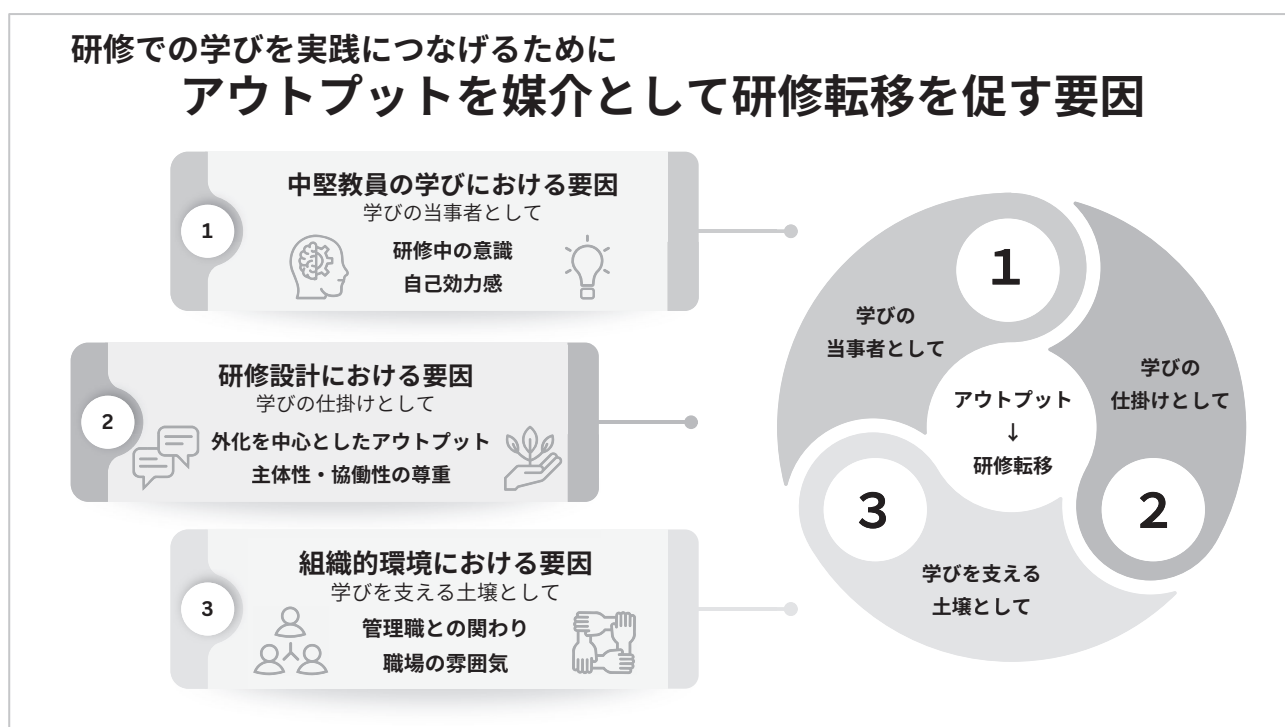 研修での学びを実践につなげるために
アウトプットを媒介として研修転移を促す要因
1
中堅教員の学びにおける要因
学びの当事者として
研修中の意識
自己効力感
2
研修設計における要因
学びの仕掛けとして
外化を中心としたアウトプット
主体性・協働性の尊重
3
組織的環境における要因
学びを支える土壌として
管理職との関わり
職場の雰囲気
1
学びの
当事者として
学びの
仕掛けとして
2
アウトプット
↓
研修転移
3
学びを支える
土壌として